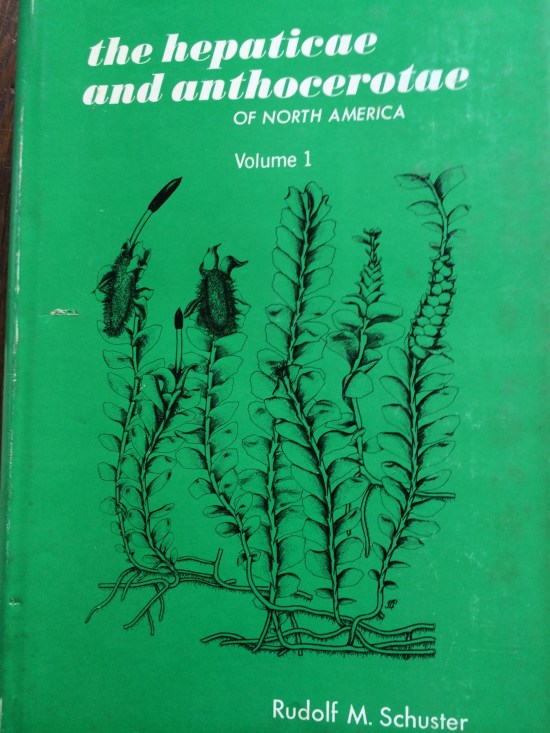 the hepaticae
and anthocerotae
OF NORTH AMERICA
Volume 1
Rudolf M. Schuster